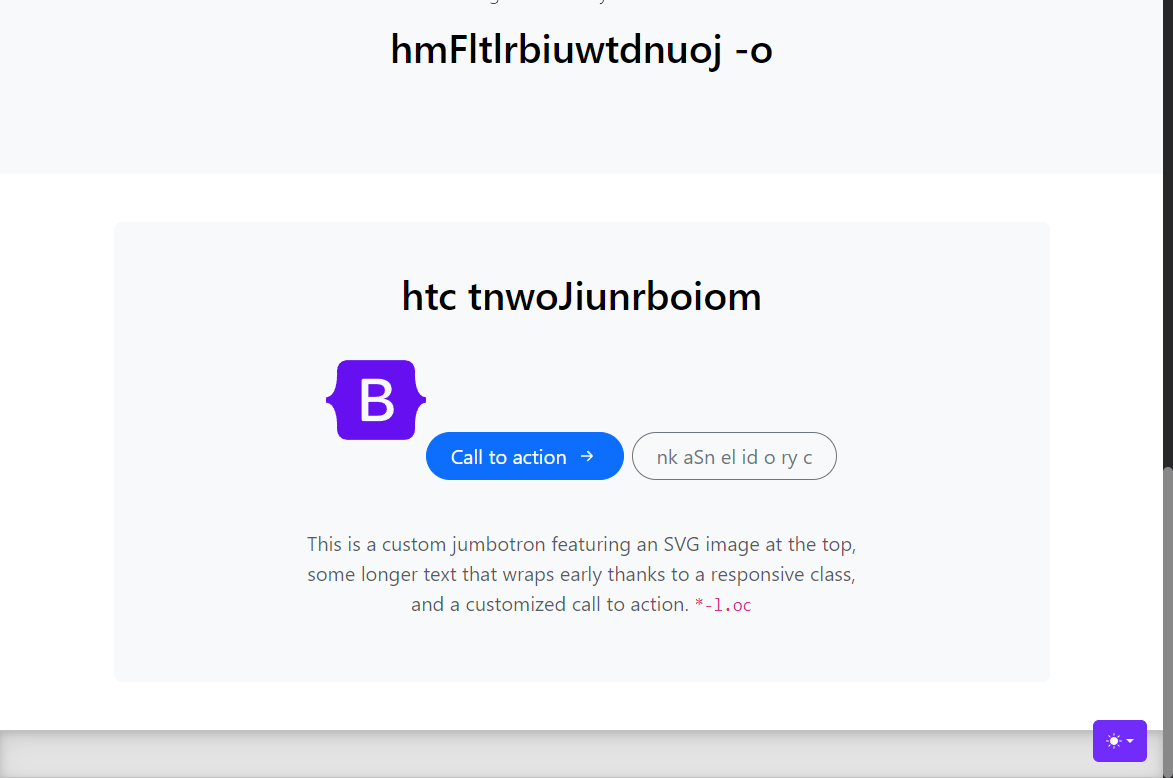 hmFltlrbiuwtdnuoj -o
htc tnwoJiunrboiom
B
Call to action
nk aSn el id o ry c
This is a custom jumbotron featuring an SVG image at the top,
some longer text that wraps early thanks to a responsive class,
and a customized call to action. *-l.oc